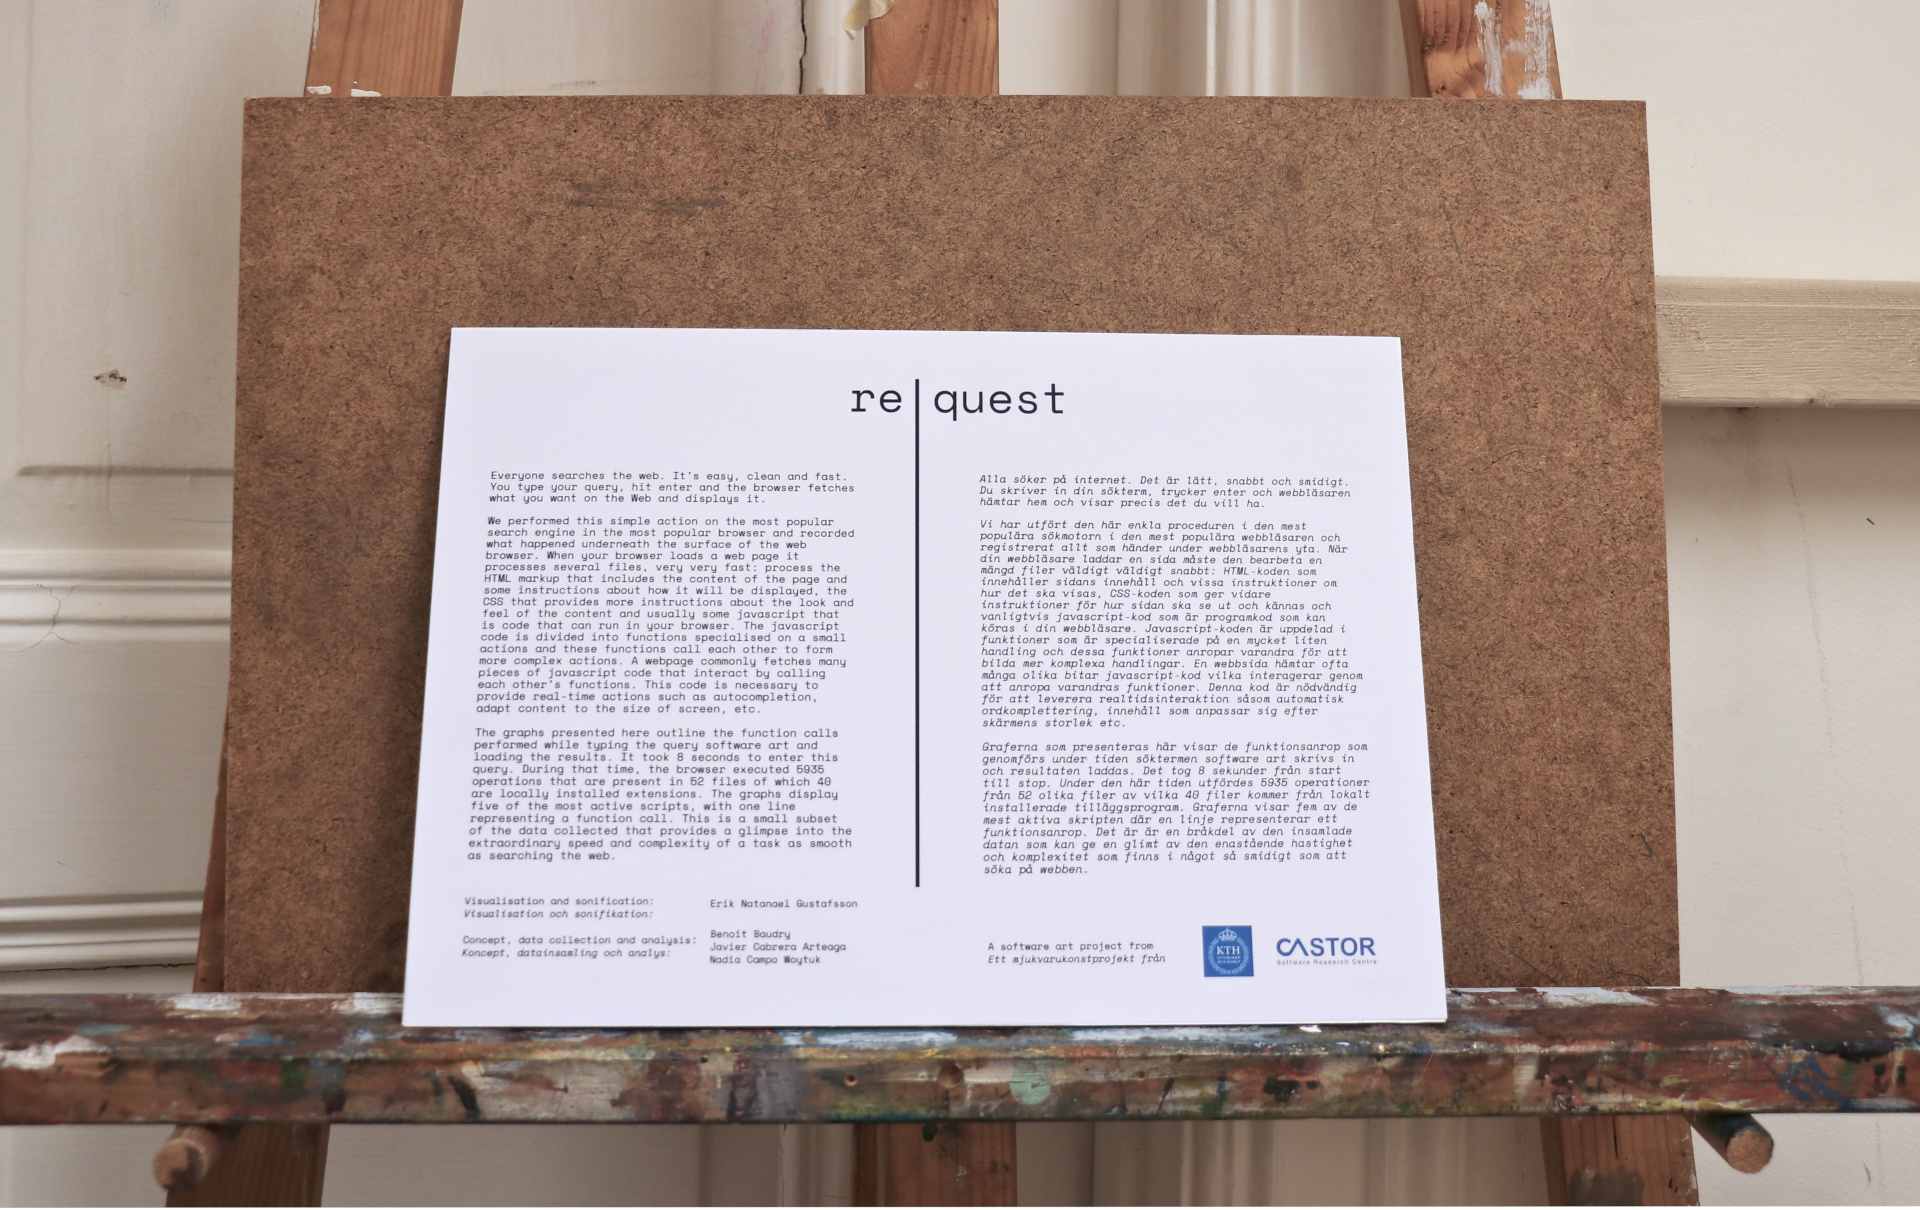 re|quest
Everyone searches the web. It's easy, clean and fast.
You type your query, hit enter and the browser fetches
what you want on the Web and displays it.
We performed this simple action on the most popular
search engine in the most popular browser and recorded
what happened underneath the surface of the web
browser. When your browser loads a web page it
processes several files, very very fast: process the
HTML markup that includes the content of the page and
some instructions about how it will be displayed, the
CSS that provides more instructions about the look and
feel of the content and usually some javascript that
is code that can run in your browser. The javascript
code is divided into functions specialised on a small
actions and these functions call each other to form
more complex actions. A webpage commonly fetches many
pieces of javascript code that interact by calling
each other's functions. This code is necessary to
provide real-time actions such as autocompletion,
adapt content to the size of screen, etc.
The graphs presented here outline the function calls
performed while typing the query software art and
loading the results. It took 8 seconds to enter this
query. During that time, the browser executed 5935
operations that are present in 52 files of which 40
are locally installed extensions. The graphs display
five of the most active scripts, with one line
representing a function call. This is a small subset
of the data collected that provides a glimpse into the
extraordinary speed and complexity of a task as smooth
as searching the web.
Alla söker på internet. Det är lätt, snabbt och smidigt.
Du skriver in din sökterm, trycker enter och webbläsaren
hämtar hem och visar precis det du vill ha.
Vi har utfört den här enkla proceduren i den mest
populära sökmotorn i den mest populära webbläsaren och
registrerat allt som händer under webbläsarens yta. När
din webbläsare laddar en sida måste den bearbeta en
mängd filer väldigt väldigt snabbt: HTML-koden som
innehåller sidans innehåll och vissa instruktioner om
hur det ska visas, CSS-koden som ger vidare
instruktioner för hur sidan ska se ut och kännas och
vanligtvis javascript-kod som är programkod som kan
köras i din webbläsare. Javascript-koden är uppdelad i
funktioner som är specialiserade på en mycket liten
handling och dessa funktioner anropar varandra för att
bilda mer komplexa handlingar. En webbsida hämtar ofta
många olika bitar javascript-kod vilka interagerar genom
att anropa varandras funktioner. Denna kod är nödvändig
för att leverera realtidsinteraktion såsom automatisk
ordkomplettering, innehåll som anpassar sig efter
skärmens storlek etc.
Graferna som presenteras här visar de funktionsanrop som
genomförs under tiden söktermen software art skrivs in
och resultaten laddas. Det tog 8 sekunder från start
till stop. Under den här tiden utfördes 5935 operationer
från 52 olika filer av vilka 40 filer kommer från lokalt
installerade tilläggsprogram. Graferna visar fem av de
mest aktiva skripten där en linje representerar ett
funktionsanrop. Det är är en bråkdel av den insamlade
datan som kan ge en glimt av den enastående hastighet
och komplexitet som finns i något så smidigt som att
söka på webben.
Visualisation and sonification:
Visualisation och sonifikation:
Erik Natanael Gustafsson
Concept, data collection and analysis:
Koncept, datainsamling och analys:
Benoit Baudry
Javier Cabrera Arteaga
Nadia Campo Woytuk
A software art project from
Ett mjukvarukonstprojekt från
KTH
CASTOR
Software Research Centre